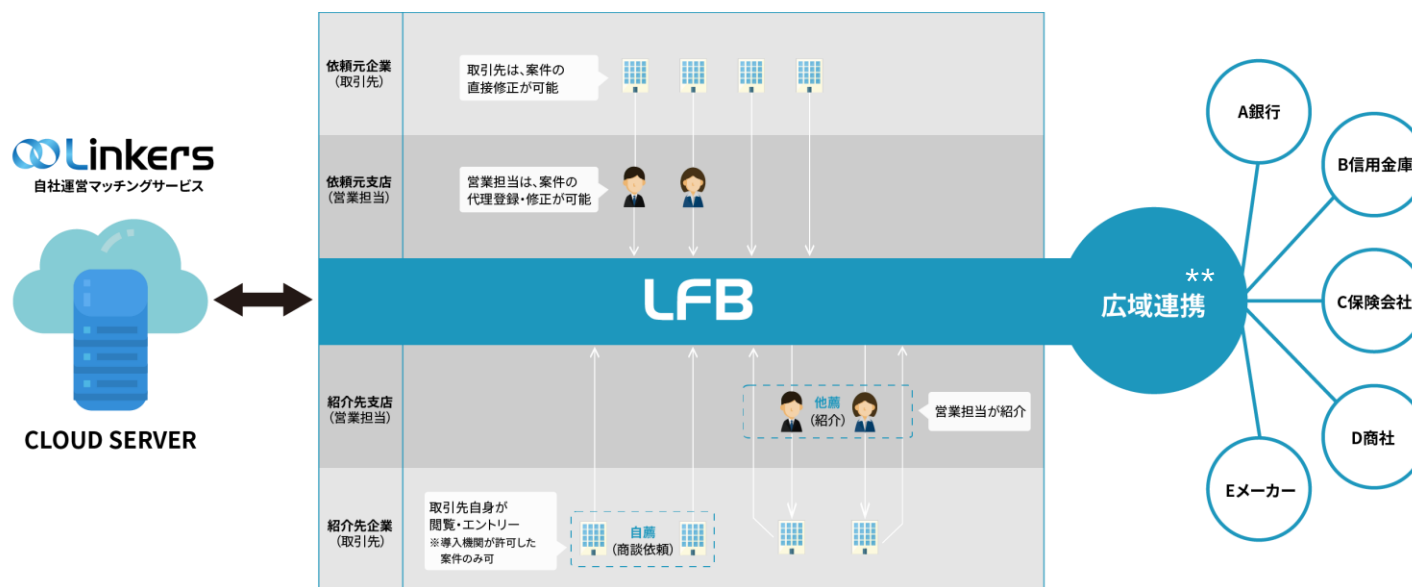 Linkers
自社運営マッチングサービス
CLOUD SERVER
依頼元企業
(取引先)
取引先は、案件の
直接修正が可能
依頼元支店
(営業担当)
営業担当は、案件の
代理登録・修正が可能
LFB
広域連携
**
紹介先支店
(営業担当)
他薦
(紹介)
営業担当が紹介
紹介先企業
(取引先)
取引先自身が
閲覧・エントリー
※導入機関が許可した
案件のみ可
自薦
(商談依頼)
A銀行
B信用金庫
C保険会社
D商社
Eメーカー